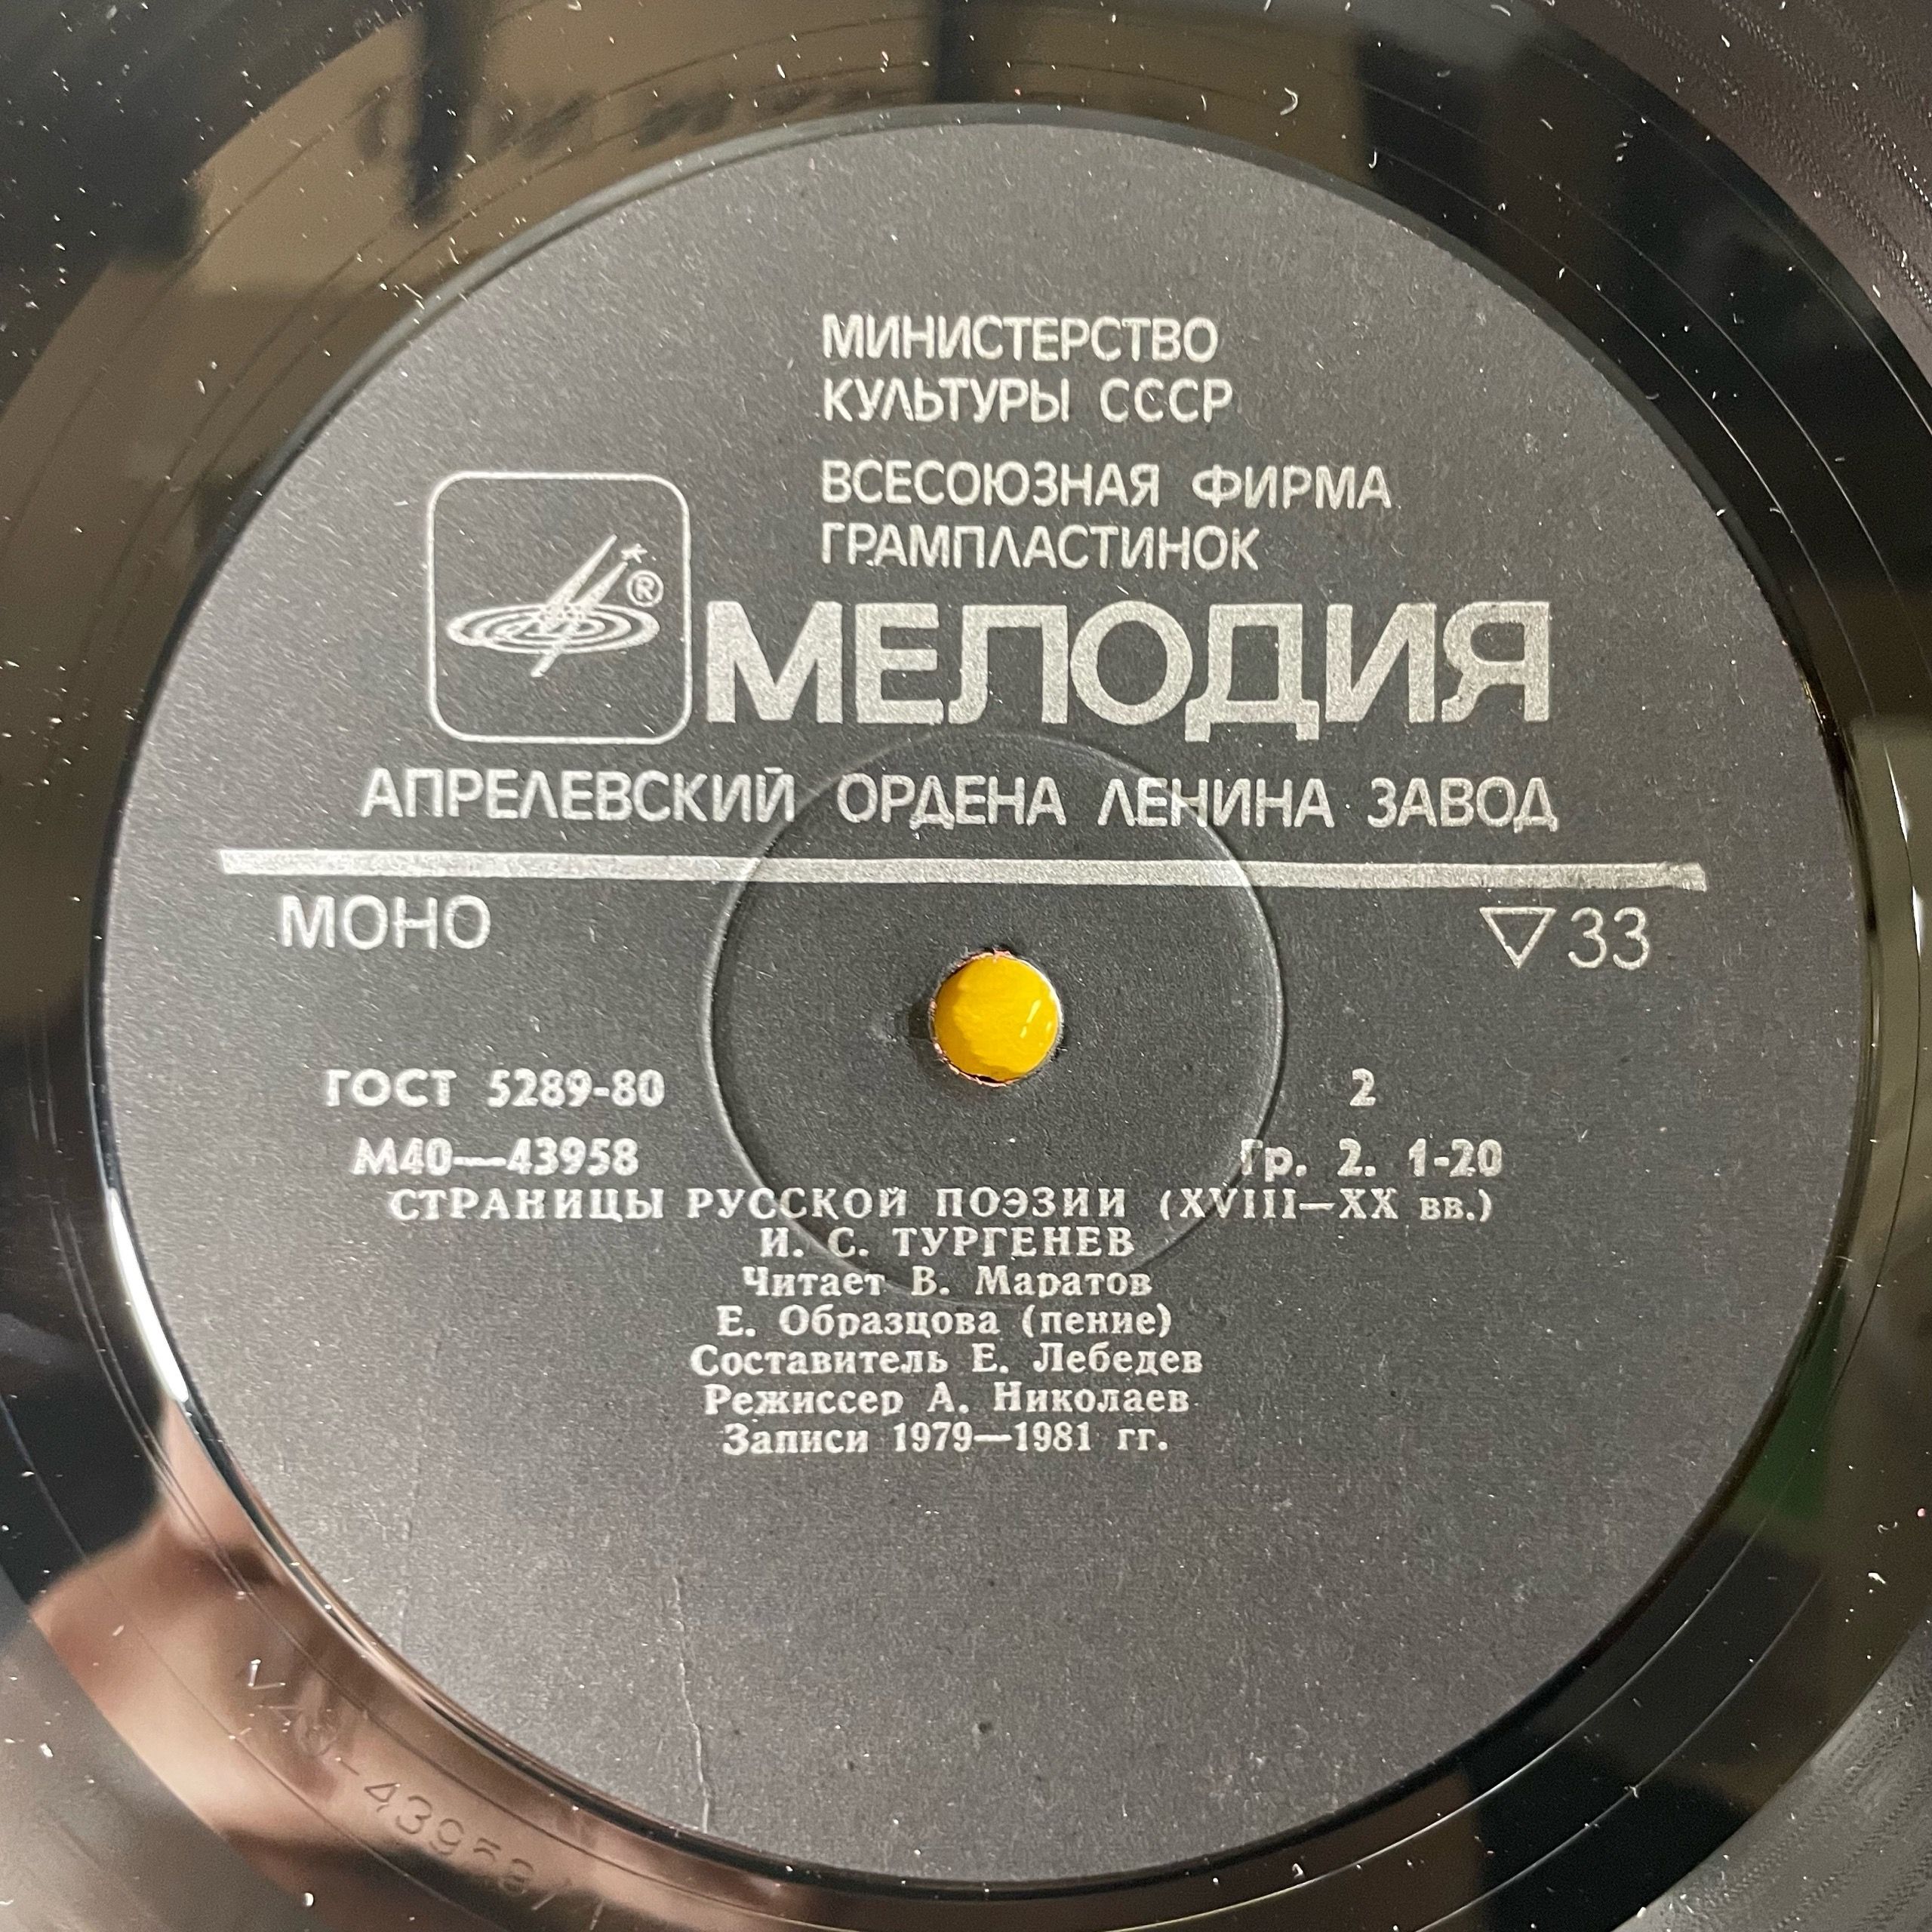 МИНИСТЕРСТВО
КУЛЬТУРЫ СССР
ВСЕСОЮЗНАЯ ФИРМА
ГРАМПЛАСТИНОК
®
МЕЛОДИЯ
АПРЕЛЕВСКИЙ ОРДЕНА ЛЕНИНА ЗАВОД
МОНО ▽ 33
ГОСТ 5289-80 2
М40—43958 Гр. 2. 1-20
СТРАНИЦЫ РУССКОЙ ПОЭЗИИ (XVIII—XX вв.)
И. С. ТУРГЕНЕВ
Читает В. Маратов
Е. Образцова (пение)
Составитель Е. Лебедев
Режиссер А. Николаев
Записи 1979—1981 гг.